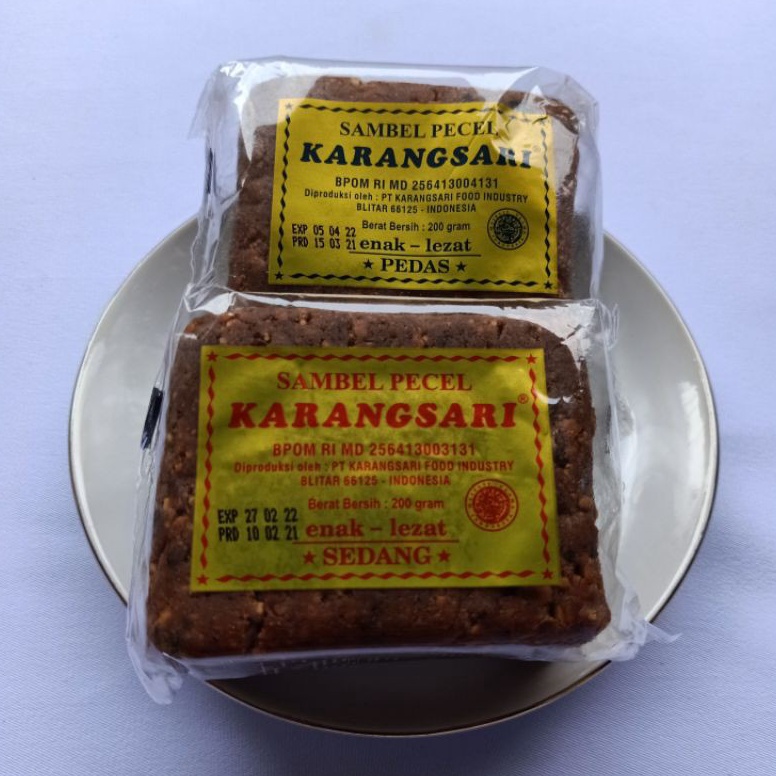 SAMBEL PECEL
KARANGSARI
BPOM RI MD 256413004131
Diproduksi oleh : PT KARANGSARI FOOD INDUSTRY
BLITAR 66125 - INDONESIA
Berat Bersih : 200 gram
EXP 05 04 22
PRD 15 03 21
enak – lezat
★ PEDAS ★
SAMBEL PECEL
KARANGSARI®
BPOM RI MD 256413003131
Diproduksi oleh : PT KARANGSARI FOOD INDUSTRY
BLITAR 66125 - INDONESIA
Berat Bersih : 200 gram
EXP 27 02 22
PRD 10 02 21
enak – lezat
★ SEDANG ★